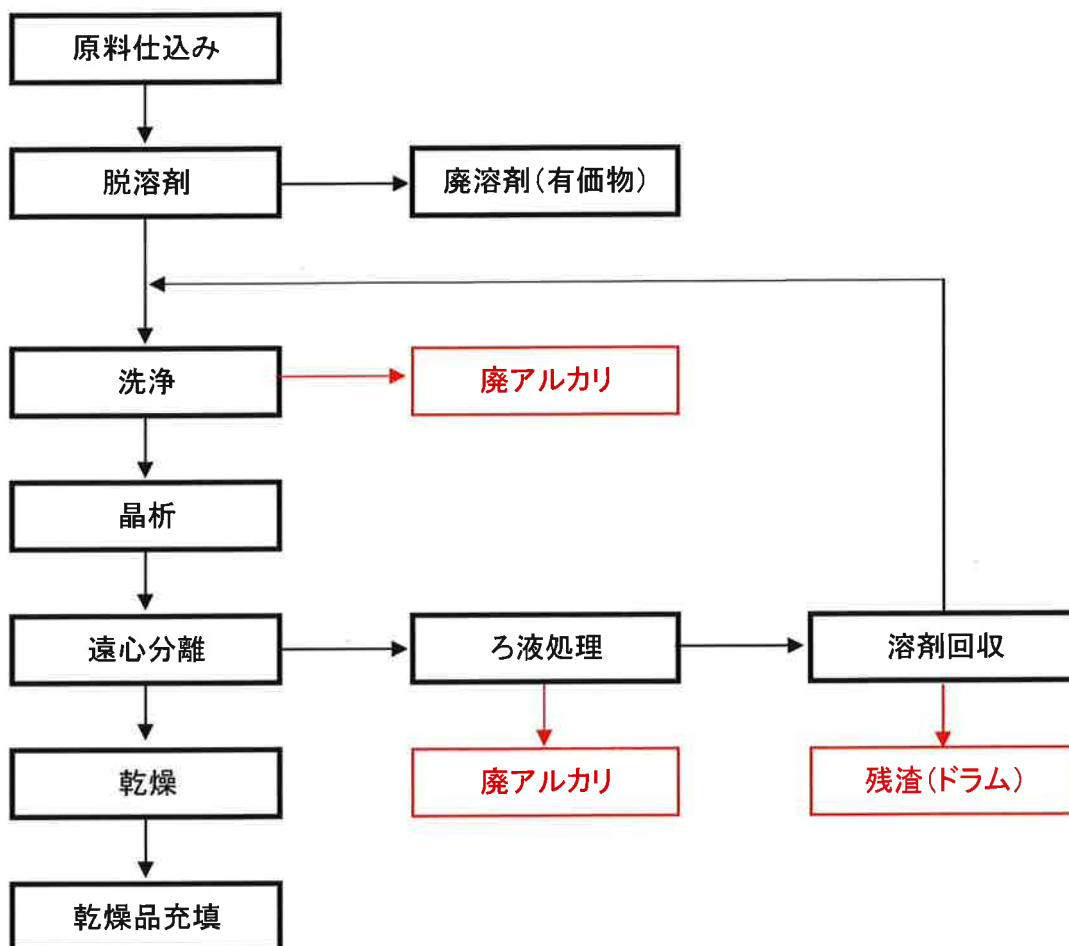 原料仕込み
脱溶剤
廃溶剤(有価物)
洗浄
廃アルカリ
晶析
遠心分離
ろ液処理
溶剤回収
乾燥
廃アルカリ
残渣(ドラム)
乾燥品充填